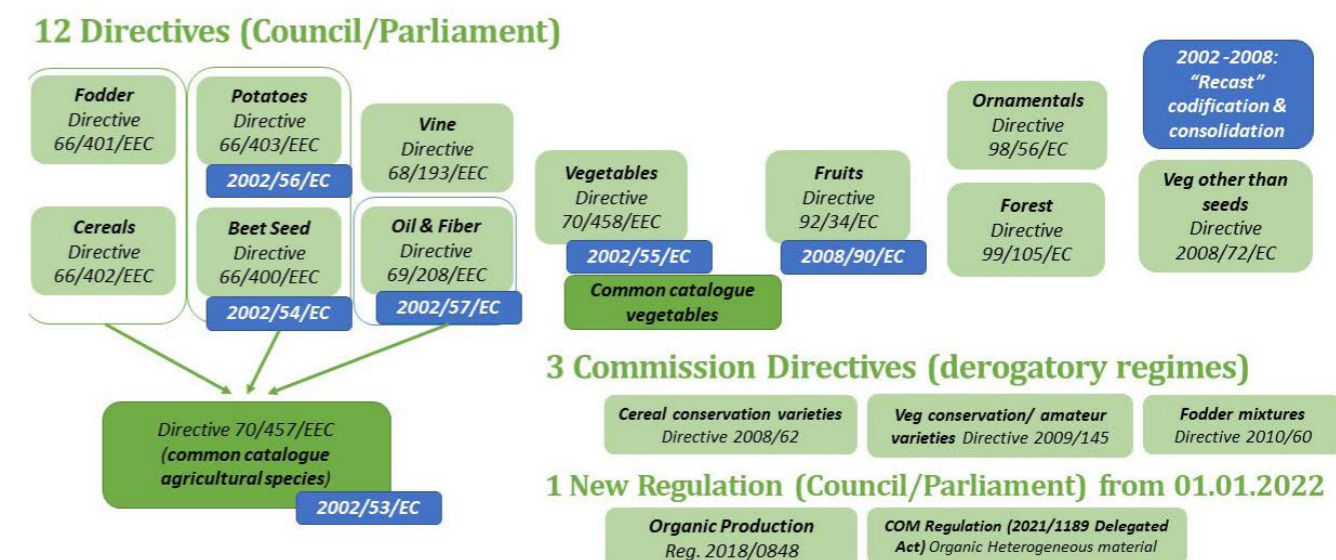 12 Directives (Council/Parliament)
Fodder
Directive
66/401/EEC
Potatoes
Directive
66/403/EEC
2002/56/EC
Vine
Directive
68/193/EEC
Cereals
Directive
66/402/EEC
Beet Seed
Directive
66/400/EEC
2002/54/EC
Oil & Fiber
Directive
69/208/EEC
2002/57/EC
Vegetables
Directive
70/458/EEC
2002/55/EC
Common catalogue
vegetables
Fruits
Directive
92/34/EC
2008/90/EC
Ornamentals
Directive
98/56/EC
Forest
Directive
99/105/EC
2002 -2008:
“Recast”
codification &
consolidation
Veg other than
seeds
Directive
2008/72/EC
Directive 70/457/EEC
(common catalogue
agricultural species)
2002/53/EC
3 Commission Directives (derogatory regimes)
Cereal conservation varieties
Directive 2008/62
Veg conservation/ amateur
varieties Directive 2009/145
Fodder mixtures
Directive 2010/60
1 New Regulation (Council/Parliament) from 01.01.2022
Organic Production
Reg. 2018/0848
COM Regulation (2021/1189 Delegated
Act) Organic Heterogeneous material